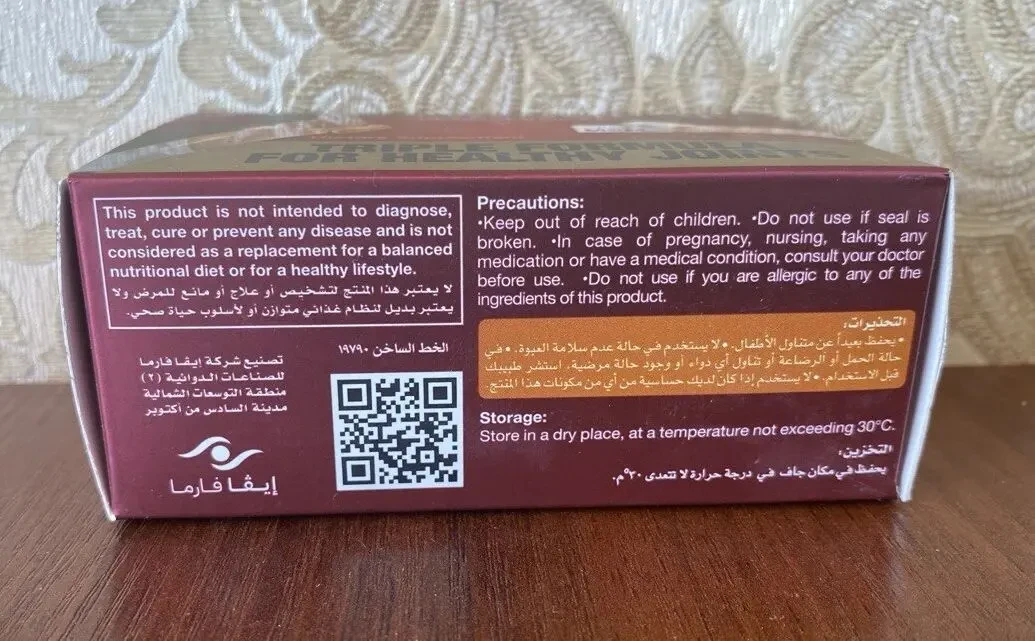 TRIPLE FORMULA
FOR HEALTHY JOINTS
This product is not intended to diagnose,
treat, cure or prevent any disease and is not
considered as a replacement for a balanced
nutritional diet or for a healthy lifestyle.
لا يعتبر هذا المنتج لتشخيص أو علاج أو مانع للمرض ولا
يعتبر بديل لنظام غذائي متوازن أو لأسلوب حياة صحي.
تصنيع شركة إيڤا فارما
للصناعات الدوائية (٢)
منطقة التوسعات الشمالية
مدينة السادس من أكتوبر
إيڤا فارما
الخط الساخن ١٩٧٩٠
Precautions:
•Keep out of reach of children. •Do not use if seal is
broken. •In case of pregnancy, nursing, taking any
medication or have a medical condition, consult your doctor
before use. •Do not use if you are allergic to any of the
ingredients of this product.
التحذيرات:
•يحفظ بعيداً عن متناول الأطفال. •لا يستخدم في حالة عدم سلامة العبوة. •في
حالة الحمل أو الرضاعة أو تناول أي دواء أو وجود حالة مرضية، استشر طبيبك
قبل الاستخدام. •لا يستخدم إذا كان لديك حساسية من أي من مكونات هذا المنتج
Storage:
Store in a dry place, at a temperature not exceeding 30°C.
التخزين:
يحفظ في مكان جاف في درجة حرارة لا تتعدى ٣٠°م.